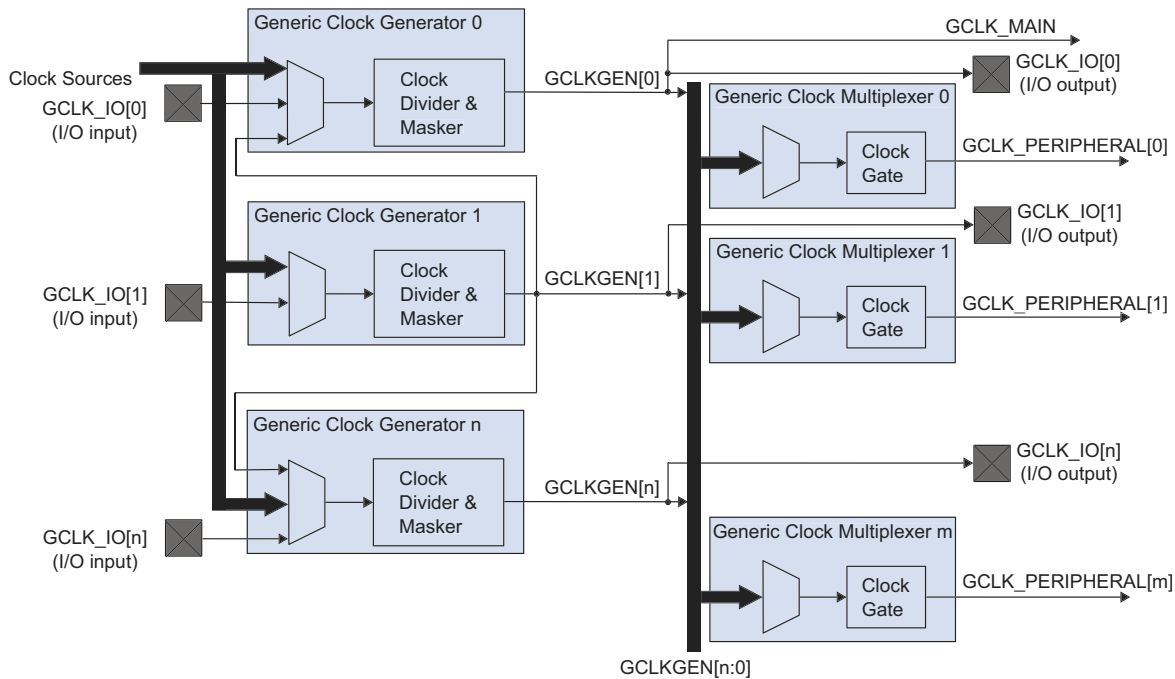 Generic Clock Generator 0
Clock Sources
GCLK_IO[0]
(I/O input)
Clock
Divider &
Masker
GCLKGEN[0]
GCLK_MAIN
GCLK_IO[0]
(I/O output)
Generic Clock Multiplexer 0
Clock
Gate
GCLK_PERIPHERAL[0]
Generic Clock Generator 1
GCLK_IO[1]
(I/O input)
Clock
Divider &
Masker
GCLKGEN[1]
GCLK_IO[1]
(I/O output)
Generic Clock Multiplexer 1
Clock
Gate
GCLK_PERIPHERAL[1]
Generic Clock Generator n
GCLK_IO[n]
(I/O input)
Clock
Divider &
Masker
GCLKGEN[n]
GCLK_IO[n]
(I/O output)
Generic Clock Multiplexer m
Clock
Gate
GCLK_PERIPHERAL[m]
GCLKGEN[n:0]